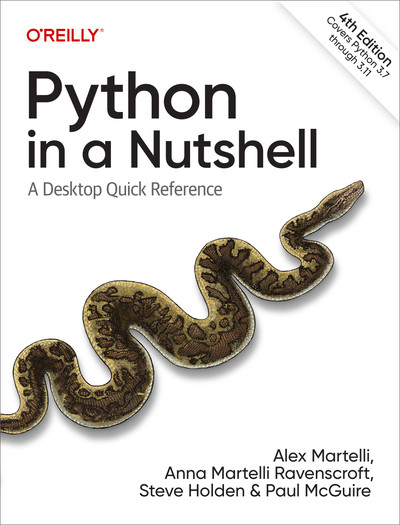 O'REILLY®
4th Edition
Covers Python 3.7
through 3.11
Python
in a Nutshell
A Desktop Quick Reference
Alex Martelli,
Anna Martelli Ravenscroft,
Steve Holden & Paul McGuire